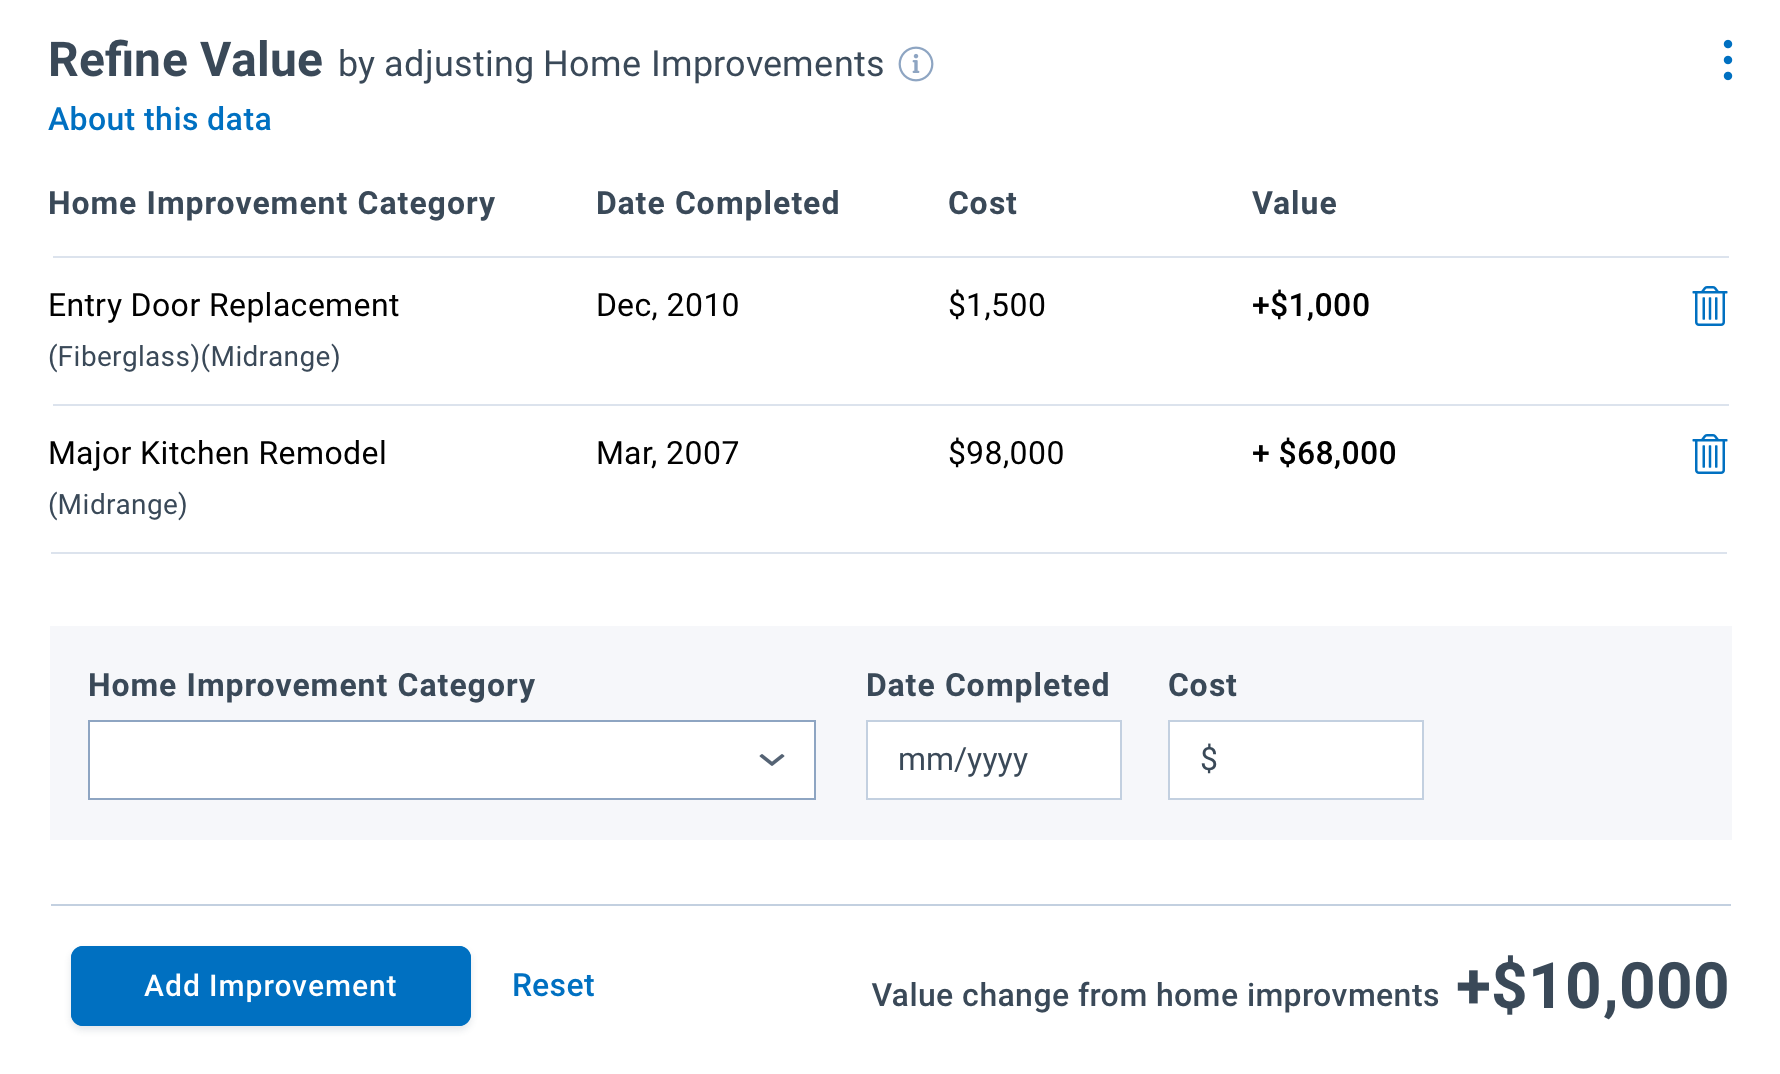 Refine Value by adjusting Home Improvements i
About this data
Home Improvement Category Date Completed Cost Value
Entry Door Replacement Dec, 2010 $1,500 +$1,000
(Fiberglass)(Midrange)
Major Kitchen Remodel Mar, 2007 $98,000 + $68,000
(Midrange)
Home Improvement Category Date Completed Cost
mm/yyyy $
Add Improvement Reset Value change from home improvments +$10,000